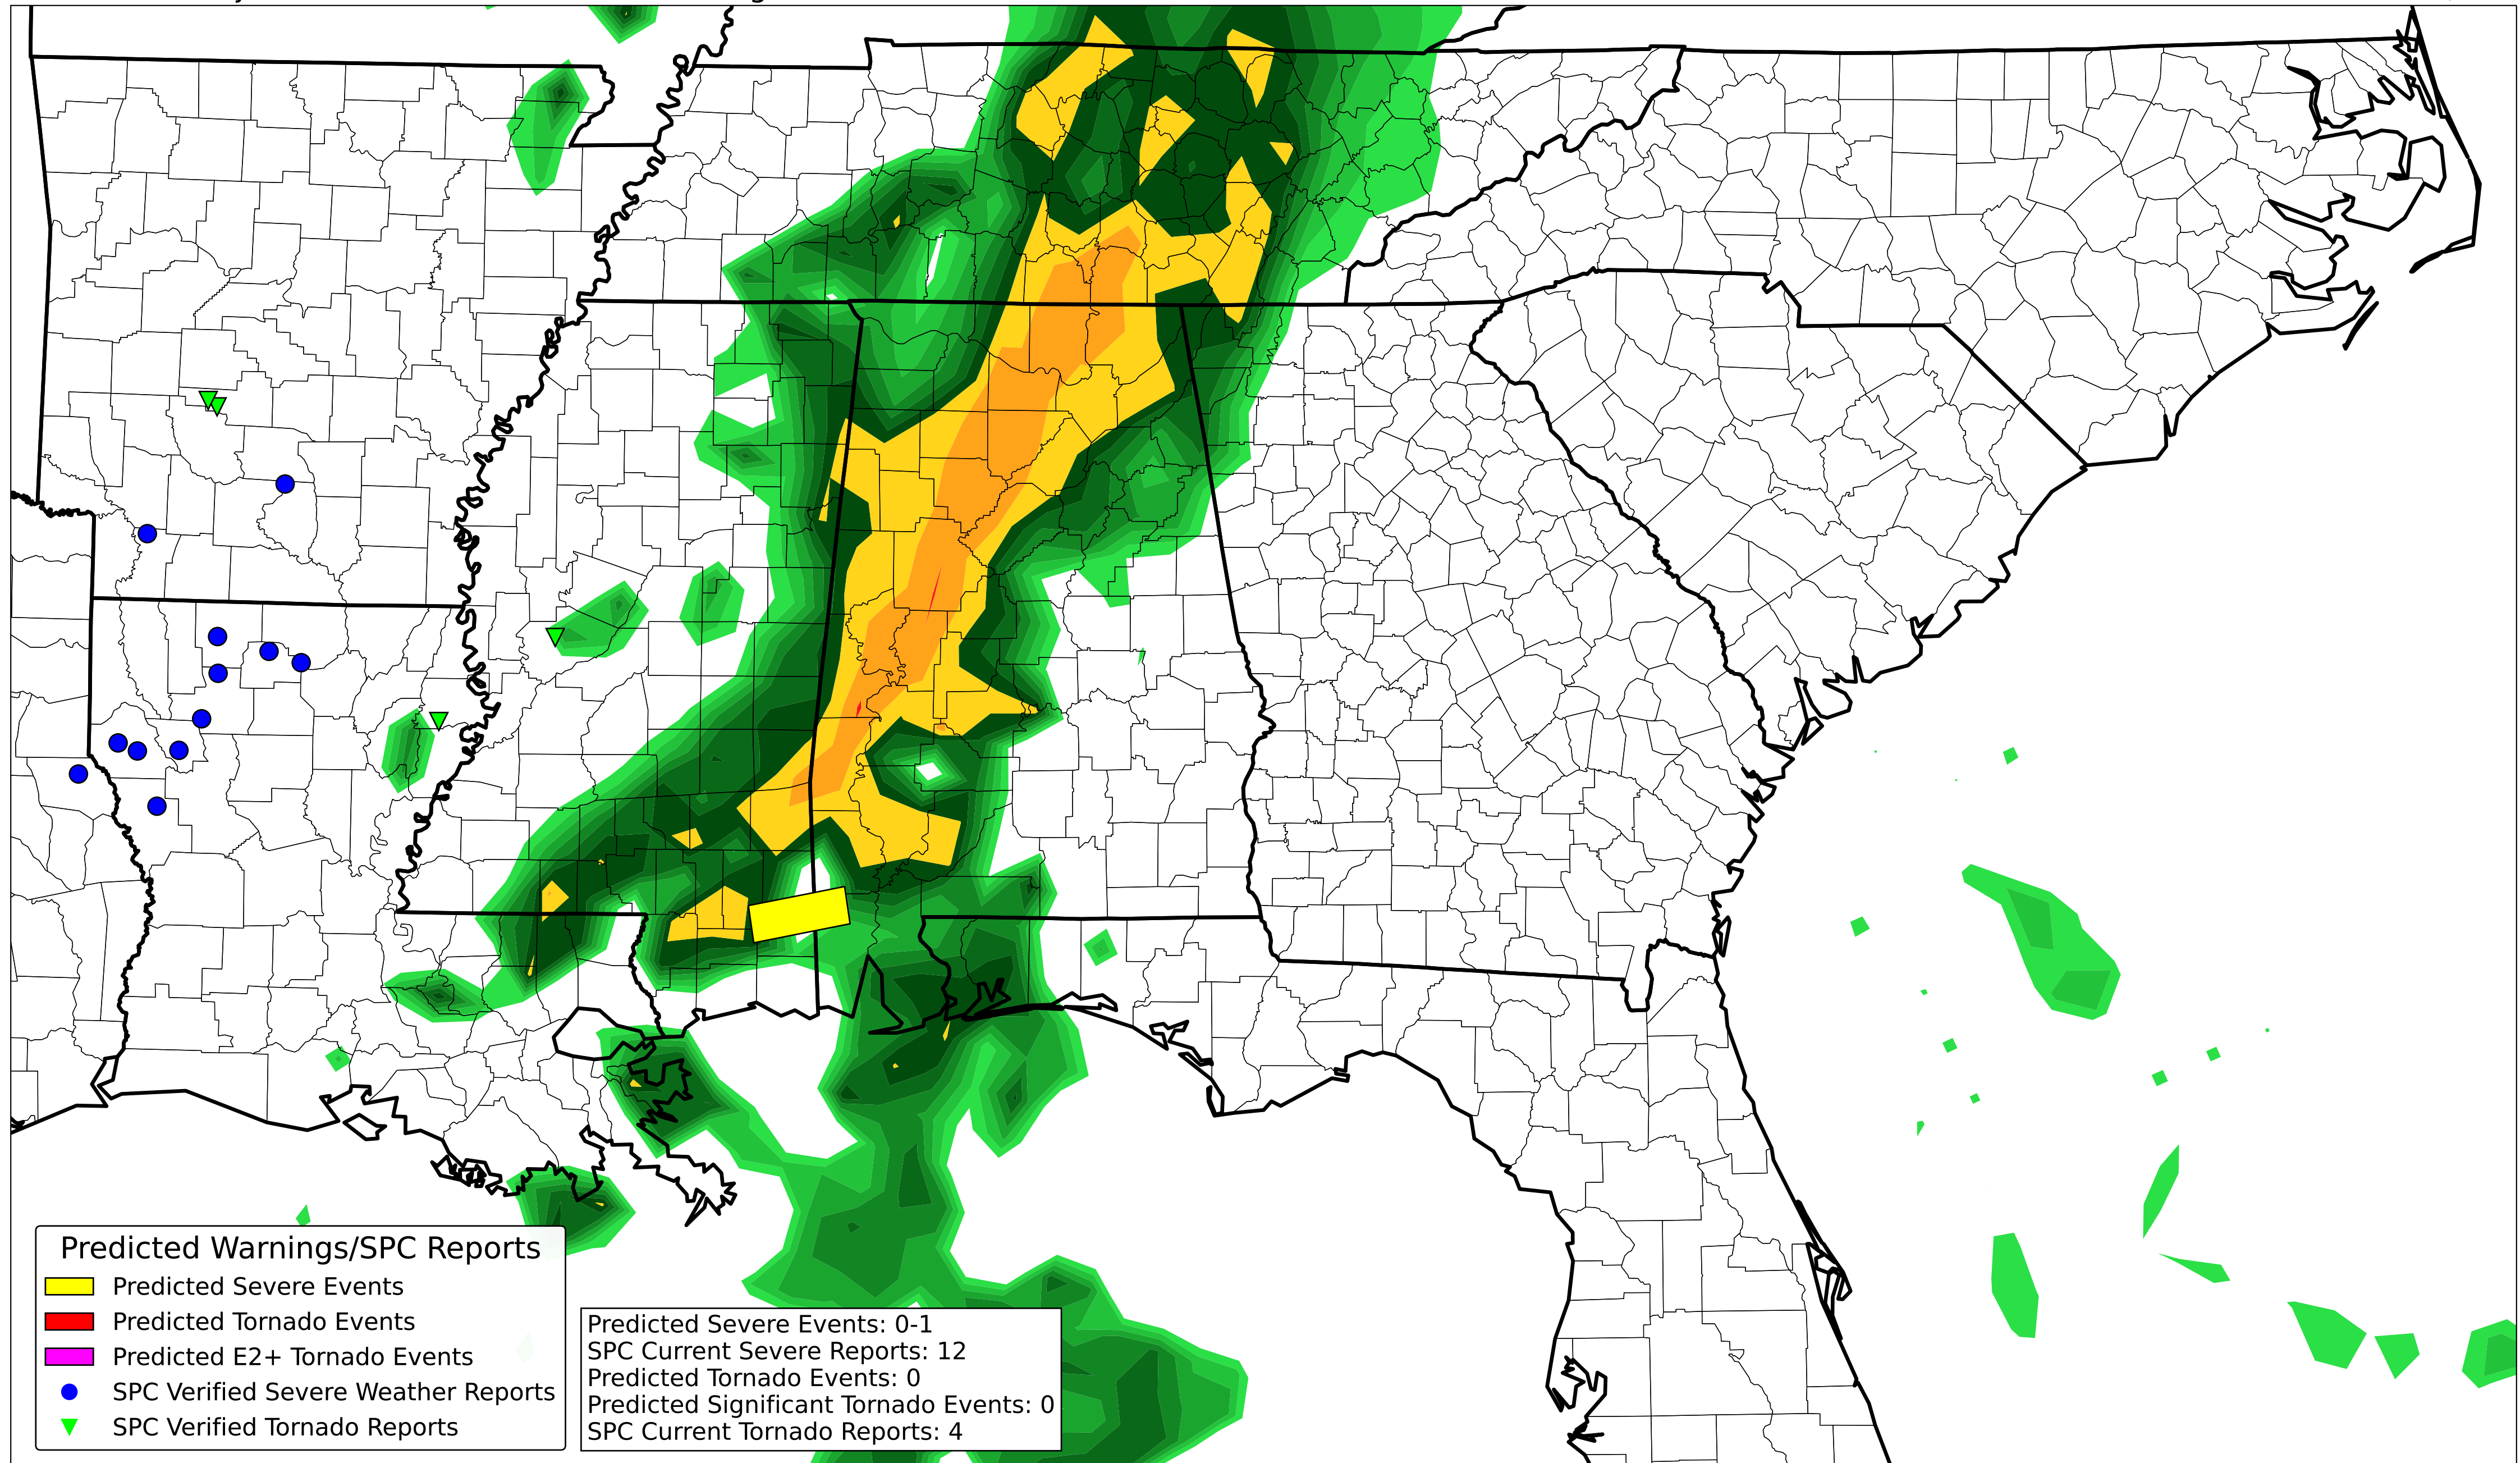 Predicted Warnings/SPC Reports
Predicted Severe Events
Predicted Tornado Events
Predicted E2+ Tornado Events
SPC Verified Severe Weather Reports
SPC Verified Tornado Reports
Predicted Severe Events: 0-1
SPC Current Severe Reports: 12
Predicted Tornado Events: 0
Predicted Significant Tornado Events: 0
SPC Current Tornado Reports: 4